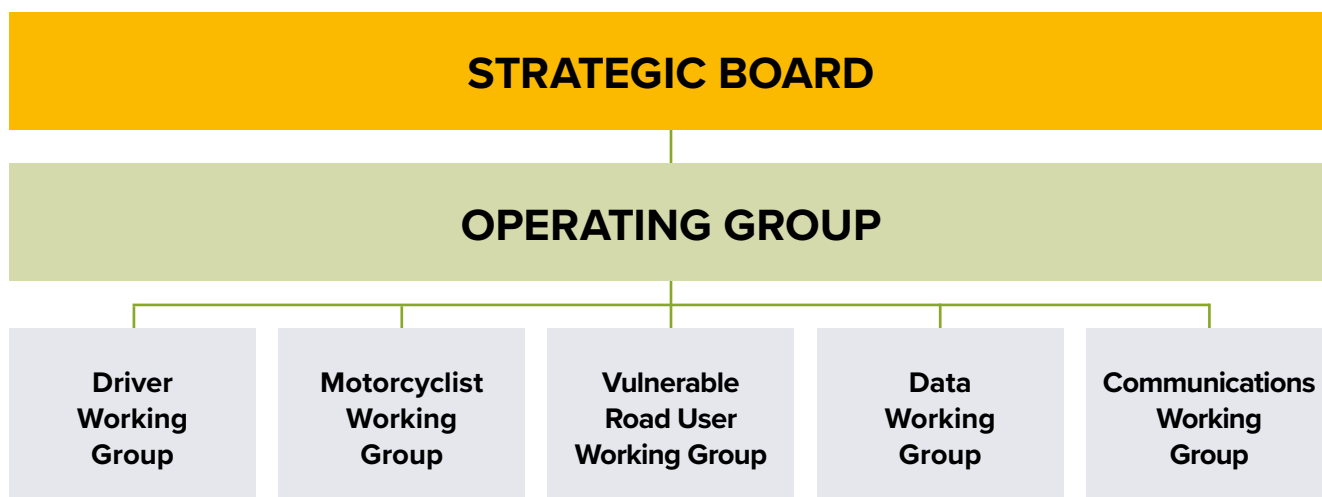 STRATEGIC BOARD
OPERATING GROUP
Driver
Working
Group
Motorcyclist
Working
Group
Vulnerable
Road User
Working Group
Data
Working
Group
Communications
Working
Group